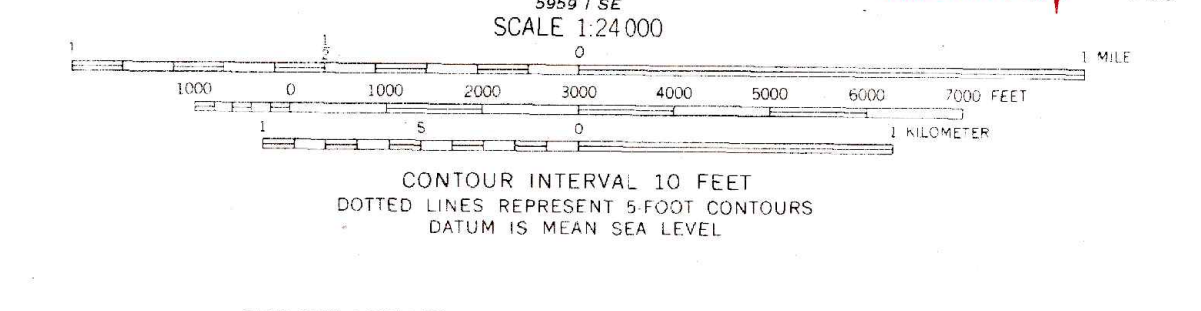 5959 I SE
SCALE 1:24 000
1 ½ 0 1 MILE
1000 0 1000 2000 3000 4000 5000 6000 7000 FEET
1 5 0 1 KILOMETER
CONTOUR INTERVAL 10 FEET
DOTTED LINES REPRESENT 5-FOOT CONTOURS
DATUM IS MEAN SEA LEVEL